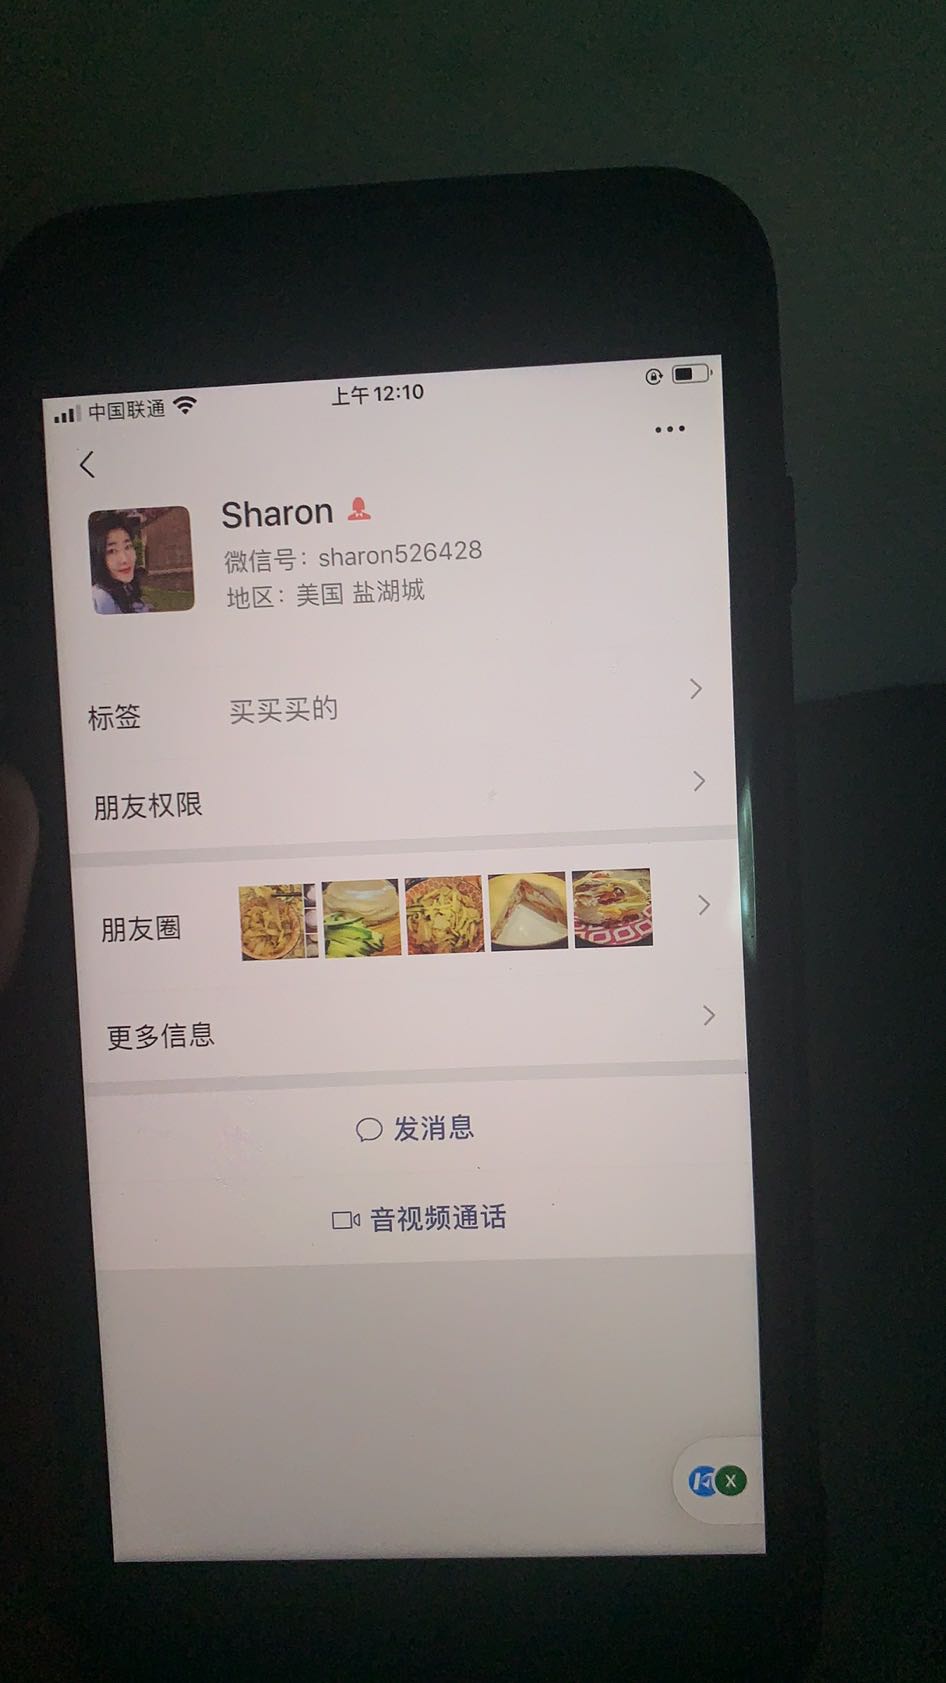 中国联通
上午12:10
Sharon
微信号：sharon526428
地区：美国 盐湖城
标签 买买买的
朋友权限
朋友圈
更多信息
发消息
音视频通话
X